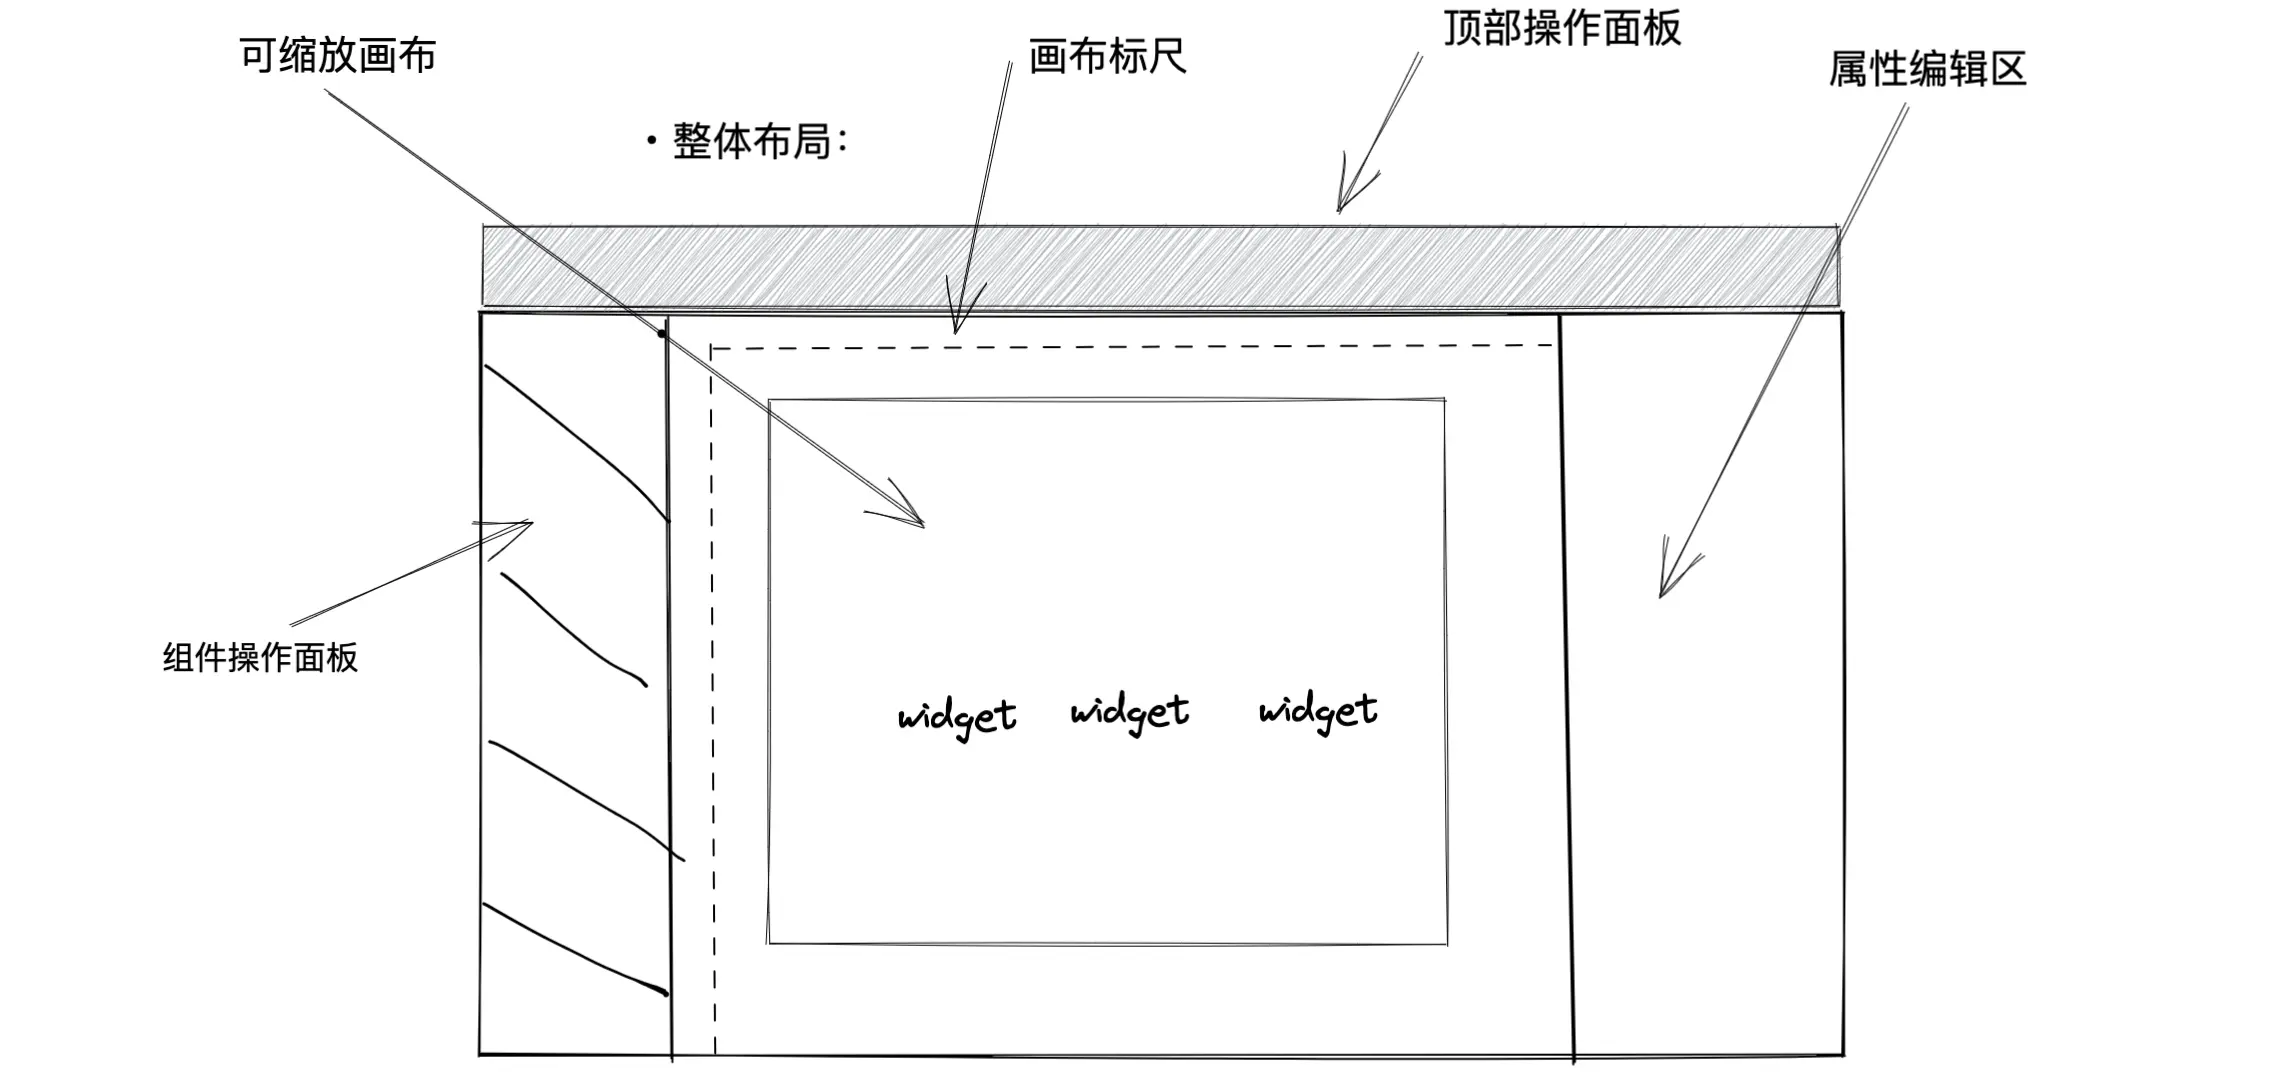 顶部操作面板
可缩放画布
画布标尺
属性编辑区
• 整体布局：
组件操作面板
widget widget widget